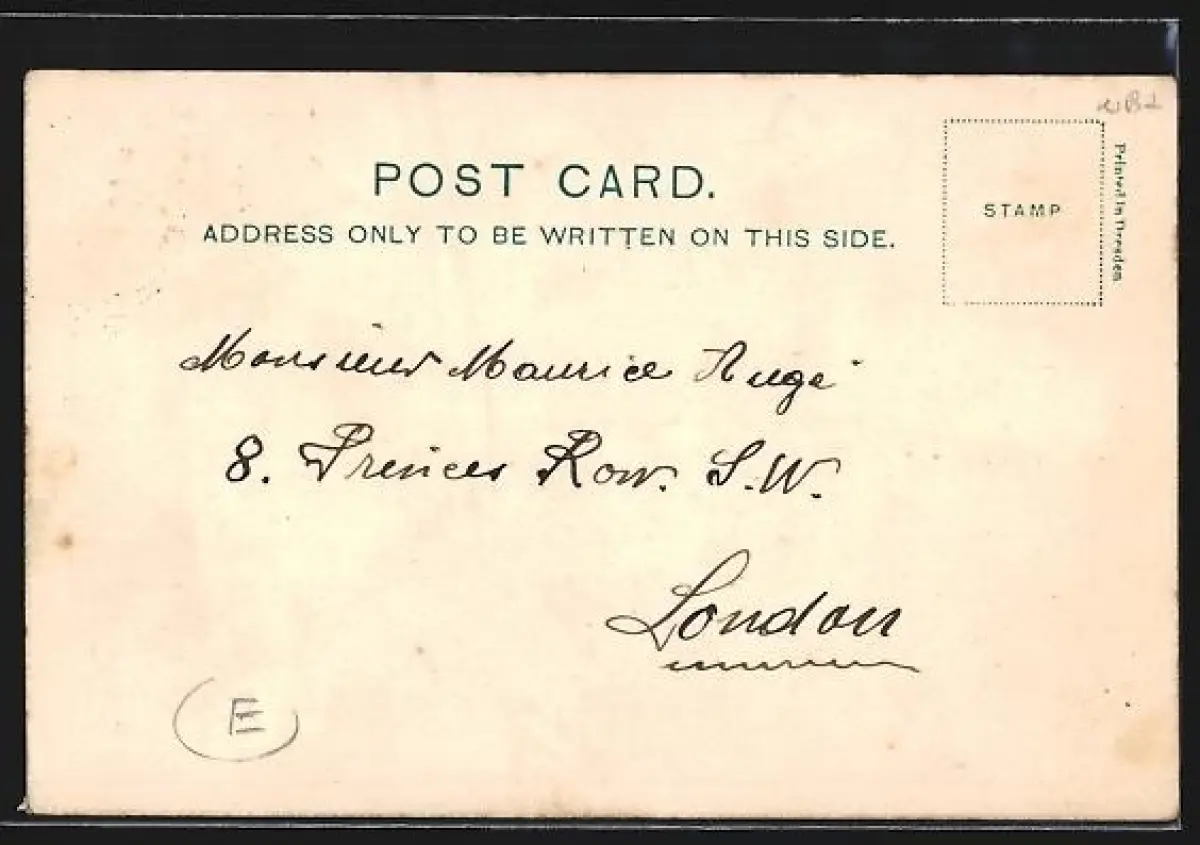 POST CARD.
ADDRESS ONLY TO BE WRITTEN ON THIS SIDE.
STAMP
Printed in Dresden
Monsieur Maurice Augé
8. Princes Row. S.W.
London
E